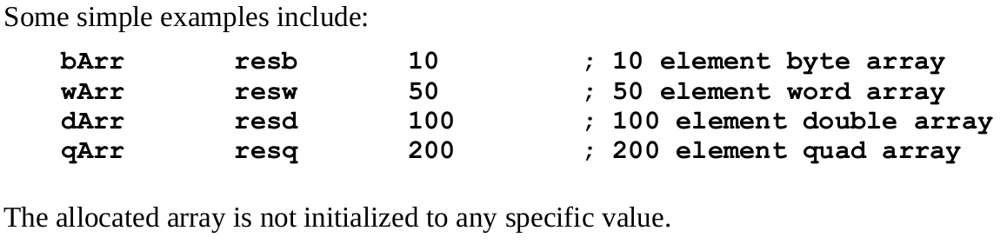 Some simple examples include:
bArr resb 10 ; 10 element byte array
wArr resw 50 ; 50 element word array
dArr resd 100 ; 100 element double array
qArr resq 200 ; 200 element quad array
The allocated array is not initialized to any specific value.